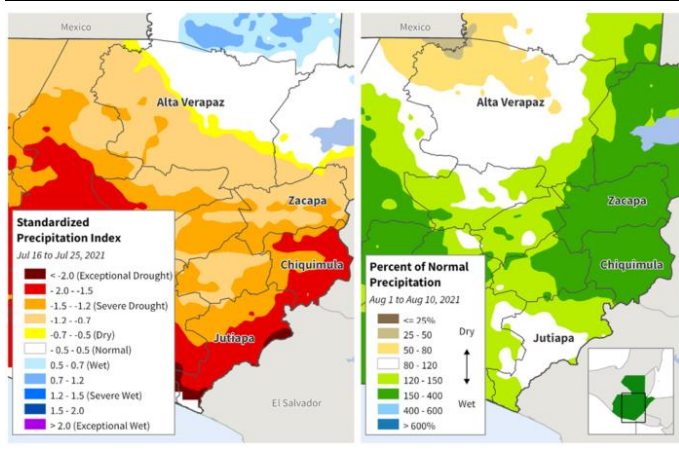 Mexico
Alta Verapaz
Zacapa
Chiquimula
Jutiapa
El Salvador
Standardized
Precipitation Index
Jul 16 to Jul 25, 2021
< -2.0 (Exceptional Drought)
- 2.0 - -1.5
-1.5 - -1.2 (Severe Drought)
-1.2 - -0.7
-0.7 - -0.5 (Dry)
- 0.5 - 0.5 (Normal)
0.5 - 0.7 (Wet)
0.7 - 1.2
1.2 - 1.5 (Severe Wet)
1.5 - 2.0
> 2.0 (Exceptional Wet)
Mexico
Alta Verapaz
Zacapa
Chiquimula
Jutiapa
Percent of Normal
Precipitation
Aug 1 to Aug 10, 2021
<= 25%
25 - 50
50 - 80
80 - 120
120 - 150
150 - 400
400 - 600
> 600%
Dry
Wet